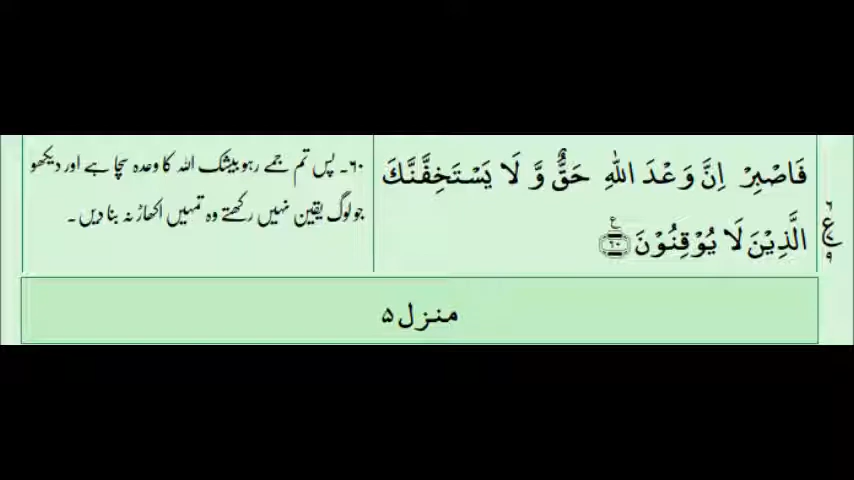 فَاصْبِرْ اِنَّ وَعْدَ اللّٰهِ حَقٌّ وَّ لَا يَسْتَخِفَّنَّكَ
الَّذِيْنَ لَا يُوْقِنُوْنَ ۶۰
ع
۶۰۔ پس تم جمے رہو بیشک اللہ کا وعدہ سچا ہے اور دیکھو
جو لوگ یقین نہیں رکھتے وہ تمہیں اکھاڑ نہ بنا دیں۔
منزل ۵